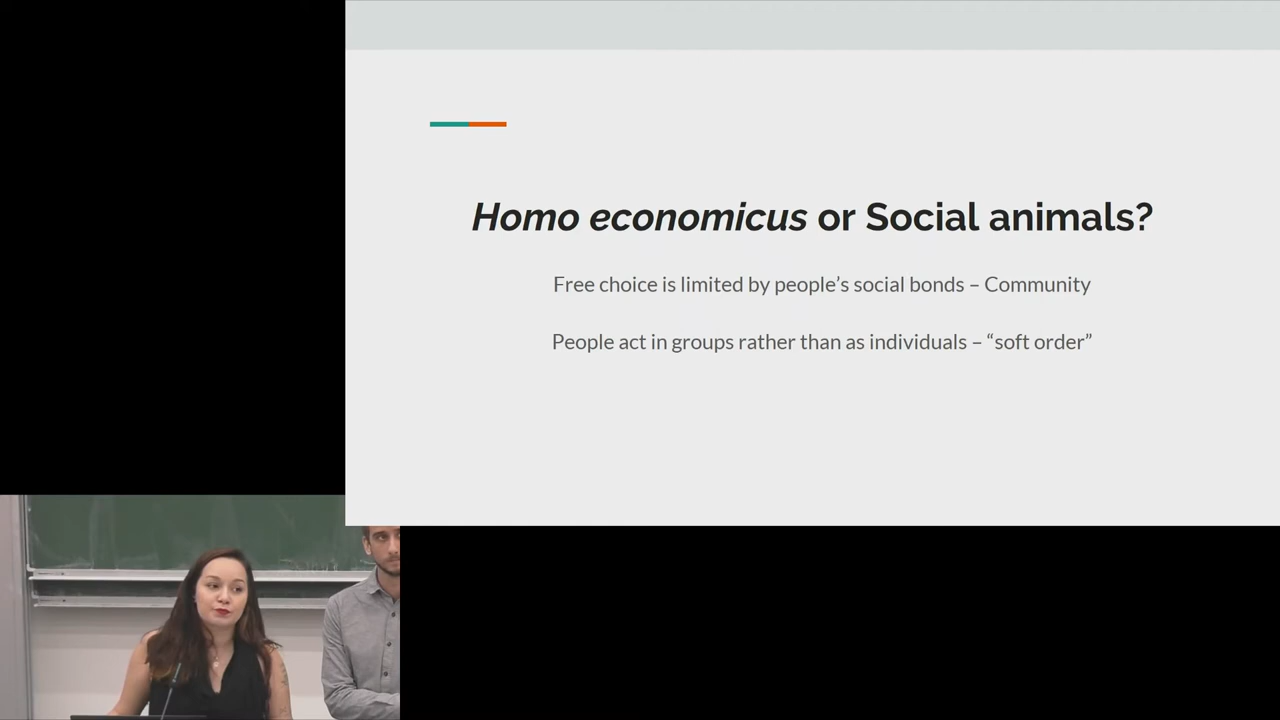 Homo economicus or Social animals?
Free choice is limited by people’s social bonds – Community
People act in groups rather than as individuals – “soft order”